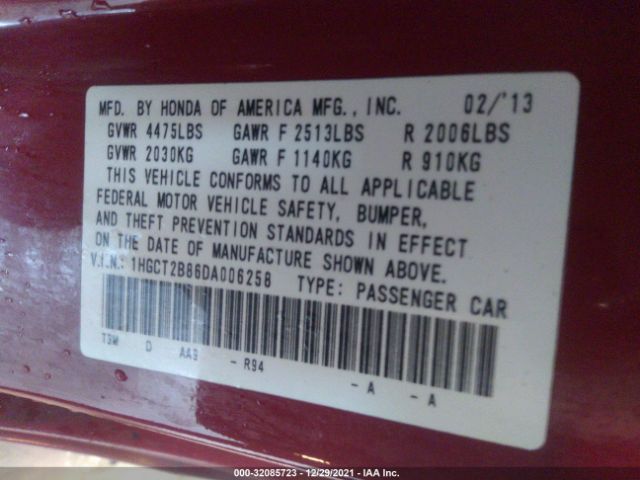 MFD. BY HONDA OF AMERICA MFG., INC. 02/'13
GVWR 4475LBS GAWR F 2513LBS R 2006LBS
GVWR 2030KG GAWR F 1140KG R 910KG
THIS VEHICLE CONFORMS TO ALL APPLICABLE
FEDERAL MOTOR VEHICLE SAFETY, BUMPER,
AND THEFT PREVENTION STANDARDS IN EFFECT
ON THE DATE OF MANUFACTURE SHOWN ABOVE.
V.I.N.: 1HGCT2B86DA006258 TYPE: PASSENGER CAR
T3M D AA9 - R94 - A - A
000-32085723 - 12/29/2021 - IAA Inc.